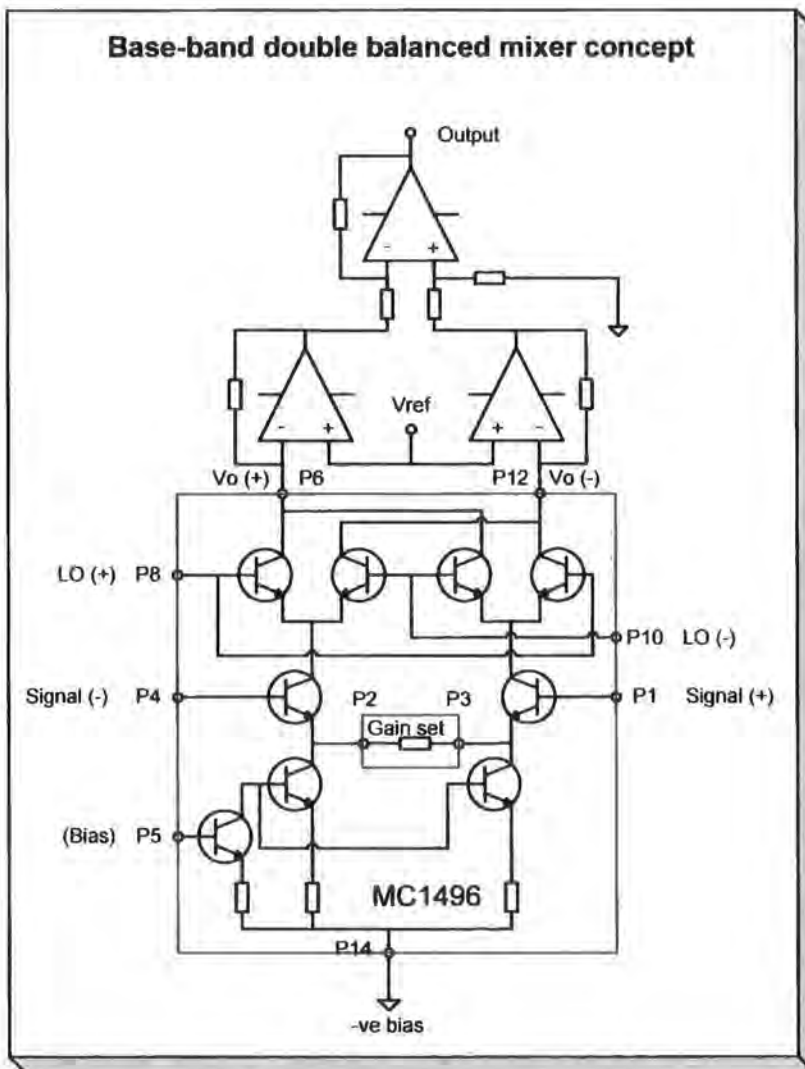 Base-band double balanced mixer concept
Output
- +
Vref
- + + -
Vo (+) P6 P12 Vo (-)
LO (+) P8
P10 LO (-)
Signal (-) P4 P2 P3 P1 Signal (+)
Gain set
(Bias) P5
MC1496
P14
-ve bias